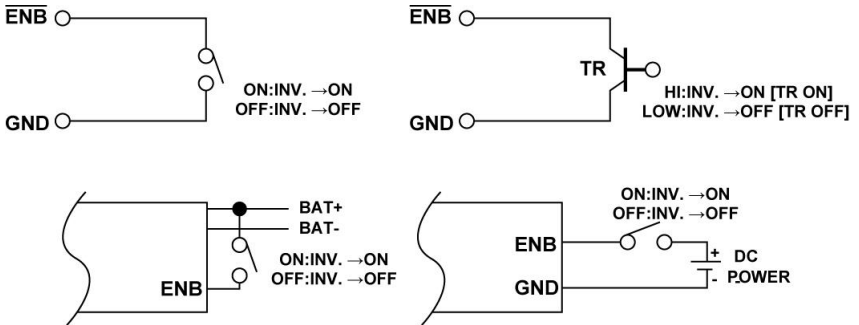 E̅N̅B̅
ON:INV. →ON
OFF:INV. →OFF
GND
E̅N̅B̅
TR
HI:INV. →ON [TR ON]
LOW:INV. →OFF [TR OFF]
GND
BAT+
BAT-
ON:INV. →ON
OFF:INV. →OFF
ENB
ON:INV. →ON
OFF:INV. →OFF
ENB
GND
+ DC
- POWER